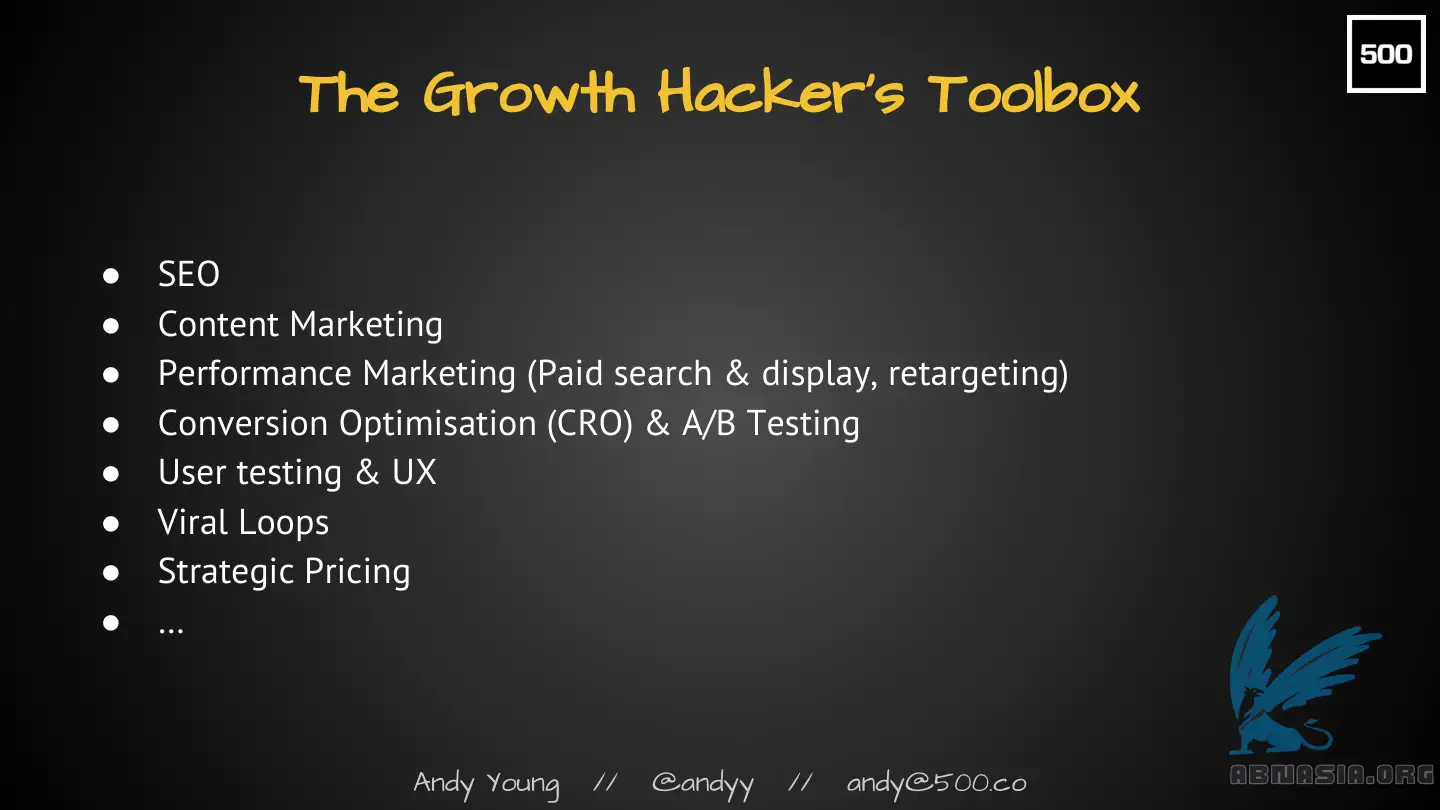 500
The Growth Hacker's Toolbox
● SEO
● Content Marketing
● Performance Marketing (Paid search & display, retargeting)
● Conversion Optimisation (CRO) & A/B Testing
● User testing & UX
● Viral Loops
● Strategic Pricing
● ...
Andy Young // @andyy // andy@500.co
ABNASIA.ORG